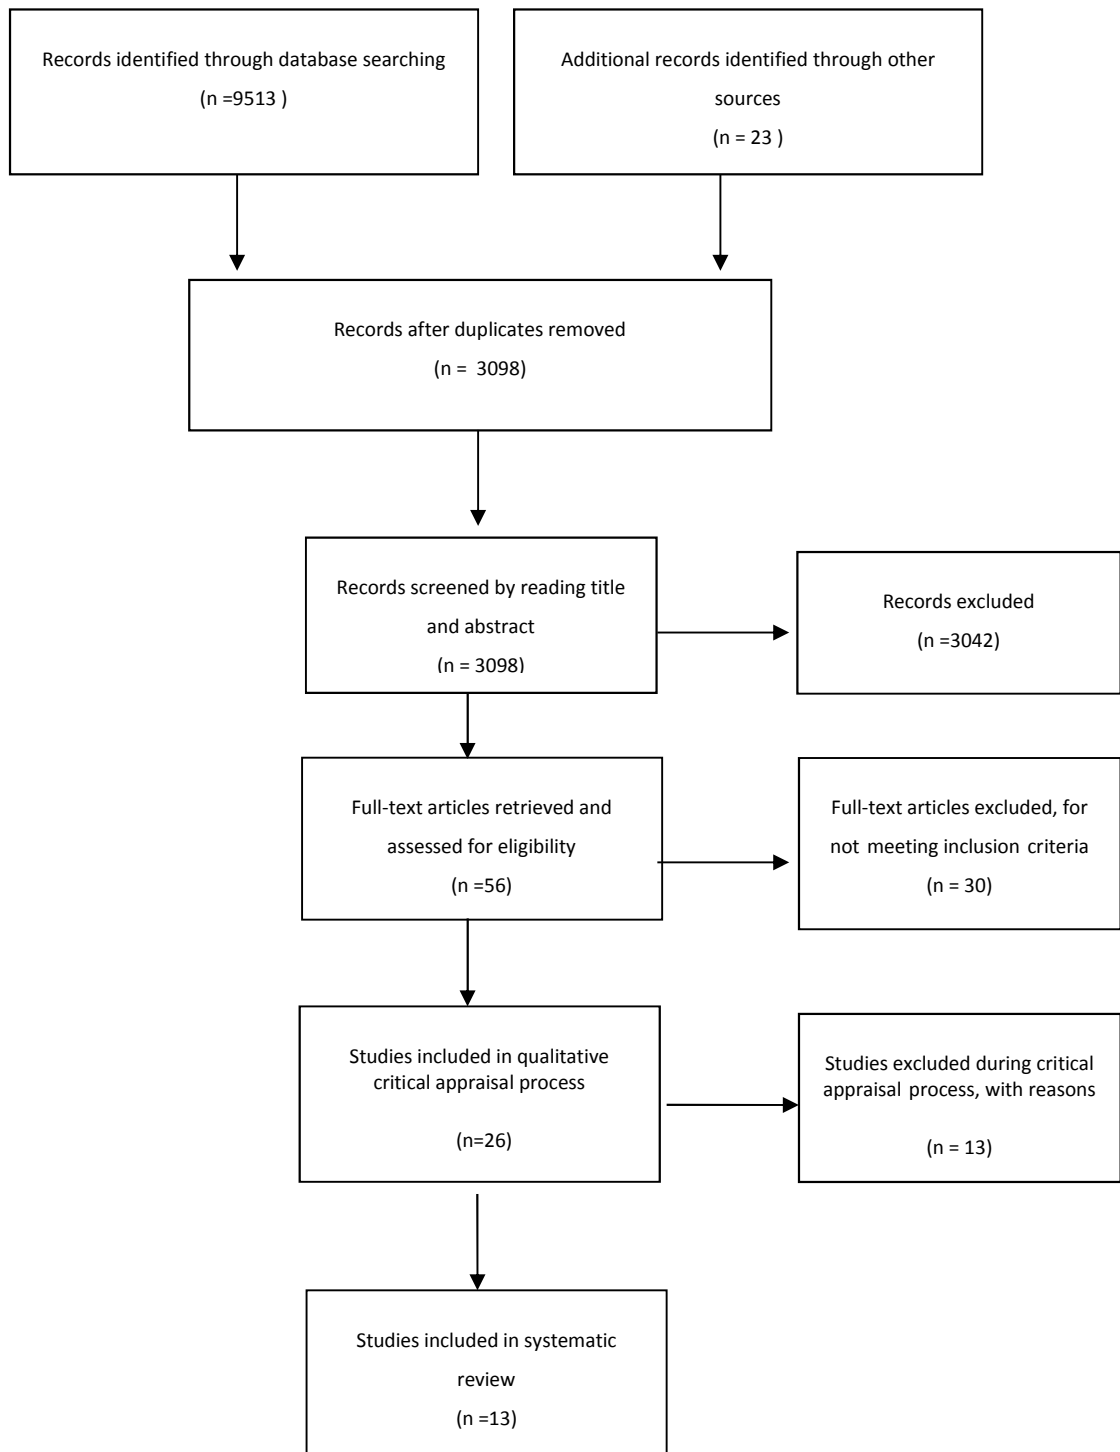 Records identified through database searching
(n =9513 )
Additional records identified through other
sources
(n = 23 )
Records after duplicates removed
(n = 3098)
Records screened by reading title
and abstract
(n = 3098)
Records excluded
(n =3042)
Full-text articles retrieved and
assessed for eligibility
(n =56)
Full-text articles excluded, for
not meeting inclusion criteria
(n = 30)
Studies included in qualitative
critical appraisal process
(n=26)
Studies excluded during critical
appraisal process, with reasons
(n = 13)
Studies included in systematic
review
(n =13)